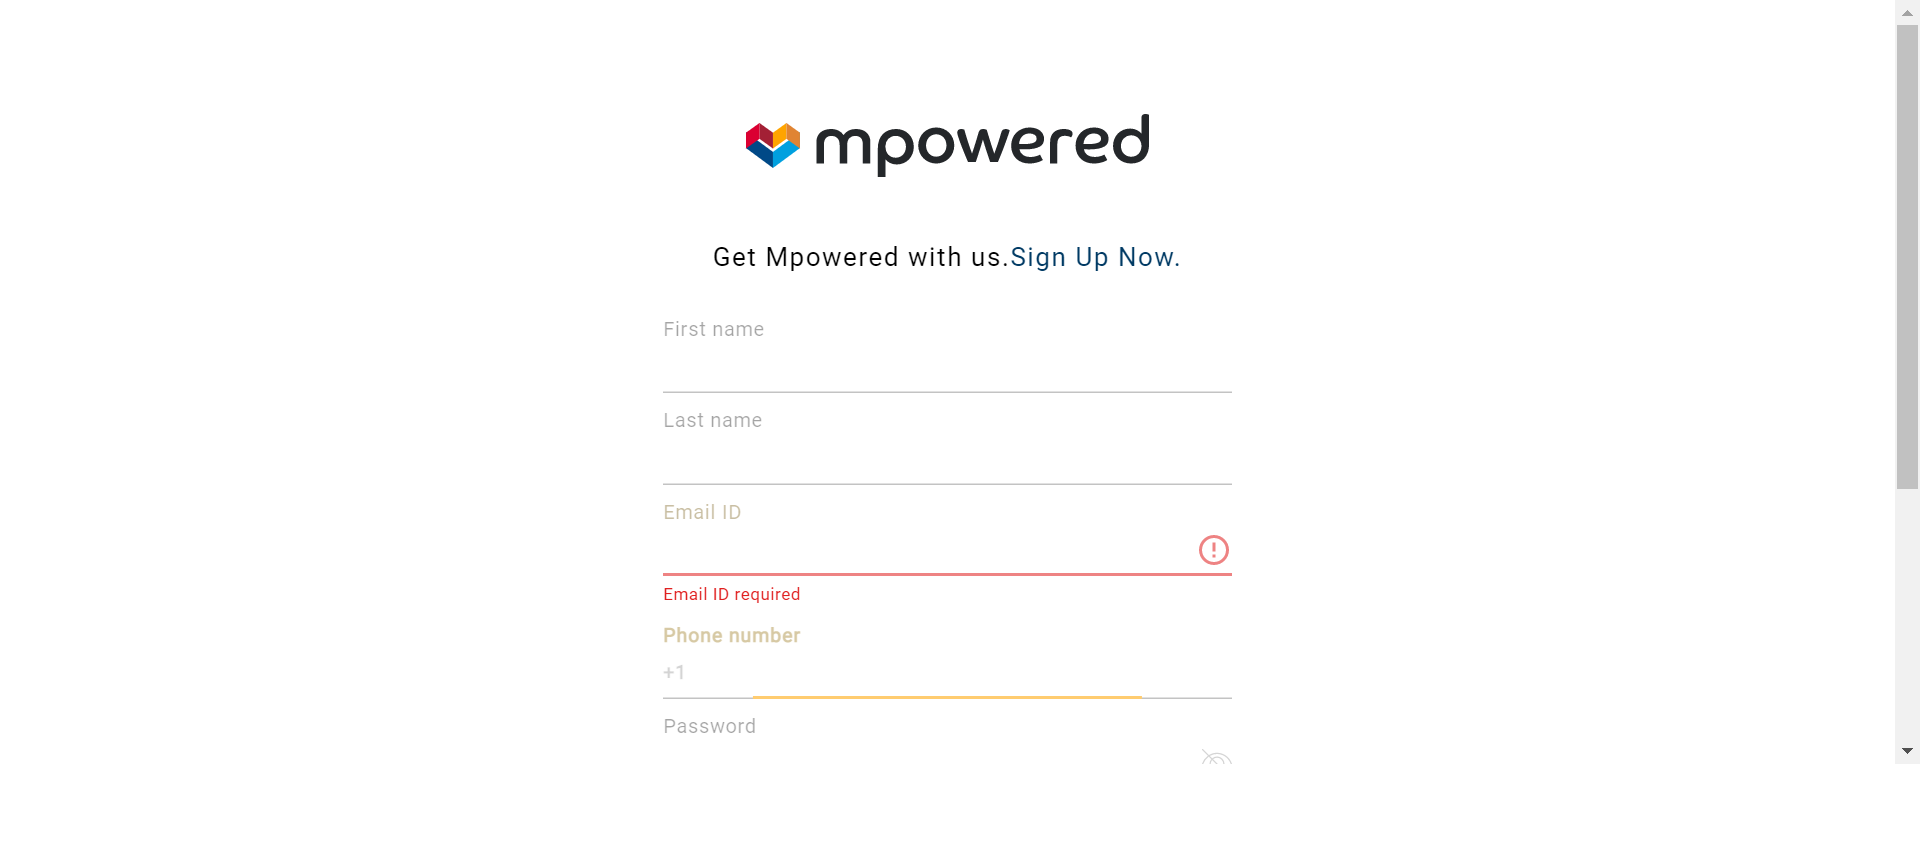 mpowered
Get Mpowered with us.Sign Up Now.
First name
Last name
Email ID
Email ID required
Phone number
+1
Password